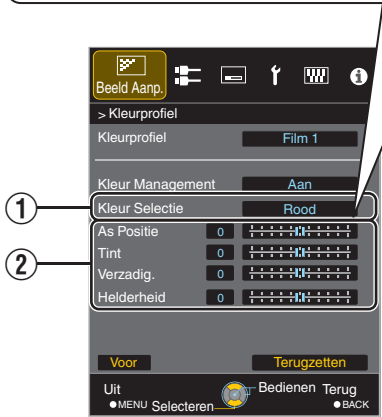 Beeld Aanp.
> Kleurprofiel
Kleurprofiel Film 1
Kleur Management Aan
① Kleur Selectie Rood
As Positie 0
② Tint 0
Verzadig. 0
Helderheid 0
Voor Terugzetten
Uit Bedienen Terug
●MENU Selecteren ●BACK